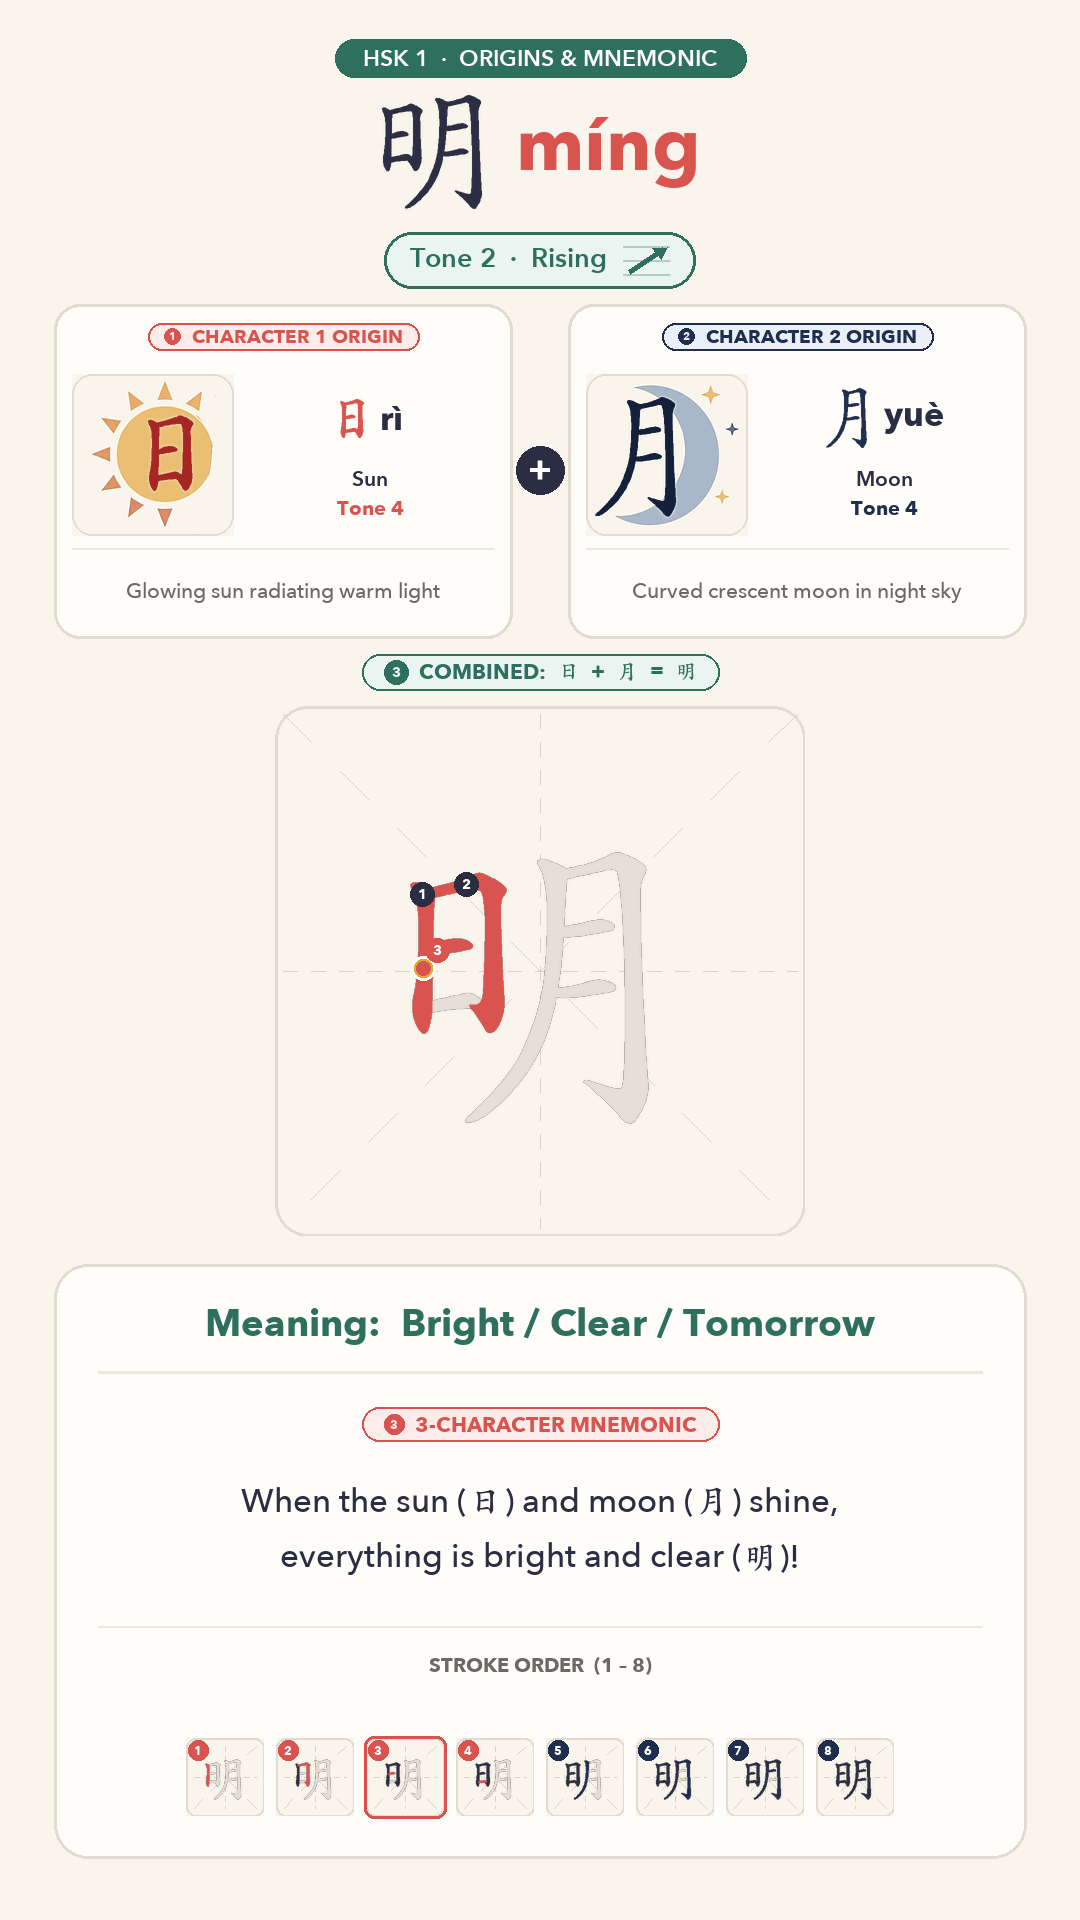 HSK 1 · ORIGINS & MNEMONIC
明 míng
Tone 2 · Rising
1 CHARACTER 1 ORIGIN
日
日 rì
Sun
Tone 4
Glowing sun radiating warm light
+
2 CHARACTER 2 ORIGIN
月
月 yuè
Moon
Tone 4
Curved crescent moon in night sky
3 COMBINED: 日 + 月 = 明
明
1 2
3
Meaning: Bright / Clear / Tomorrow
3 3-CHARACTER MNEMONIC
When the sun (日) and moon (月) shine,
everything is bright and clear (明)!
STROKE ORDER (1 – 8)
1 2 3 4 5 6 7 8
明 明 明 明 明 明 明 明